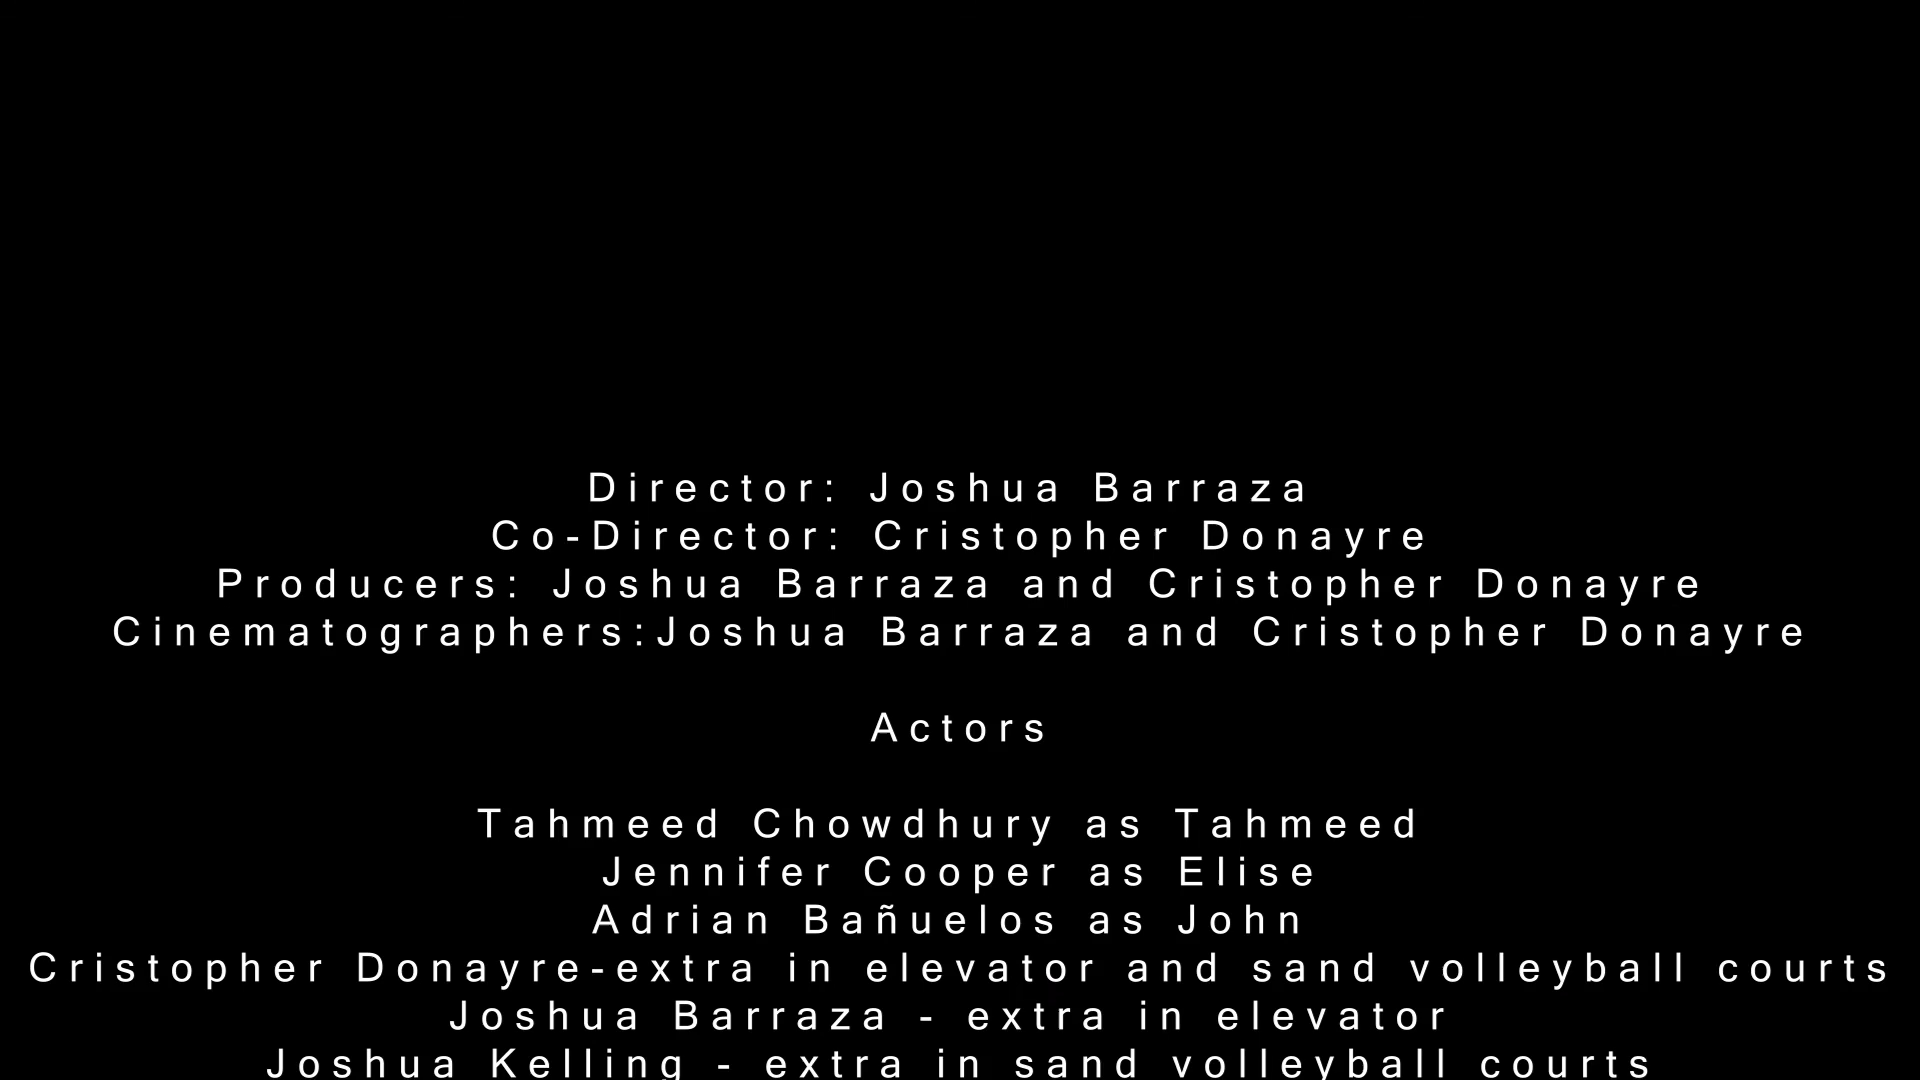 Director: Joshua Barraza
Co-Director: Cristopher Donayre
Producers: Joshua Barraza and Cristopher Donayre
Cinematographers:Joshua Barraza and Cristopher Donayre
Actors
Tahmeed Chowdhury as Tahmeed
Jennifer Cooper as Elise
Adrian Bañuelos as John
Cristopher Donayre-extra in elevator and sand volleyball courts
Joshua Barraza - extra in elevator
Joshua Kelling - extra in sand volleyball courts